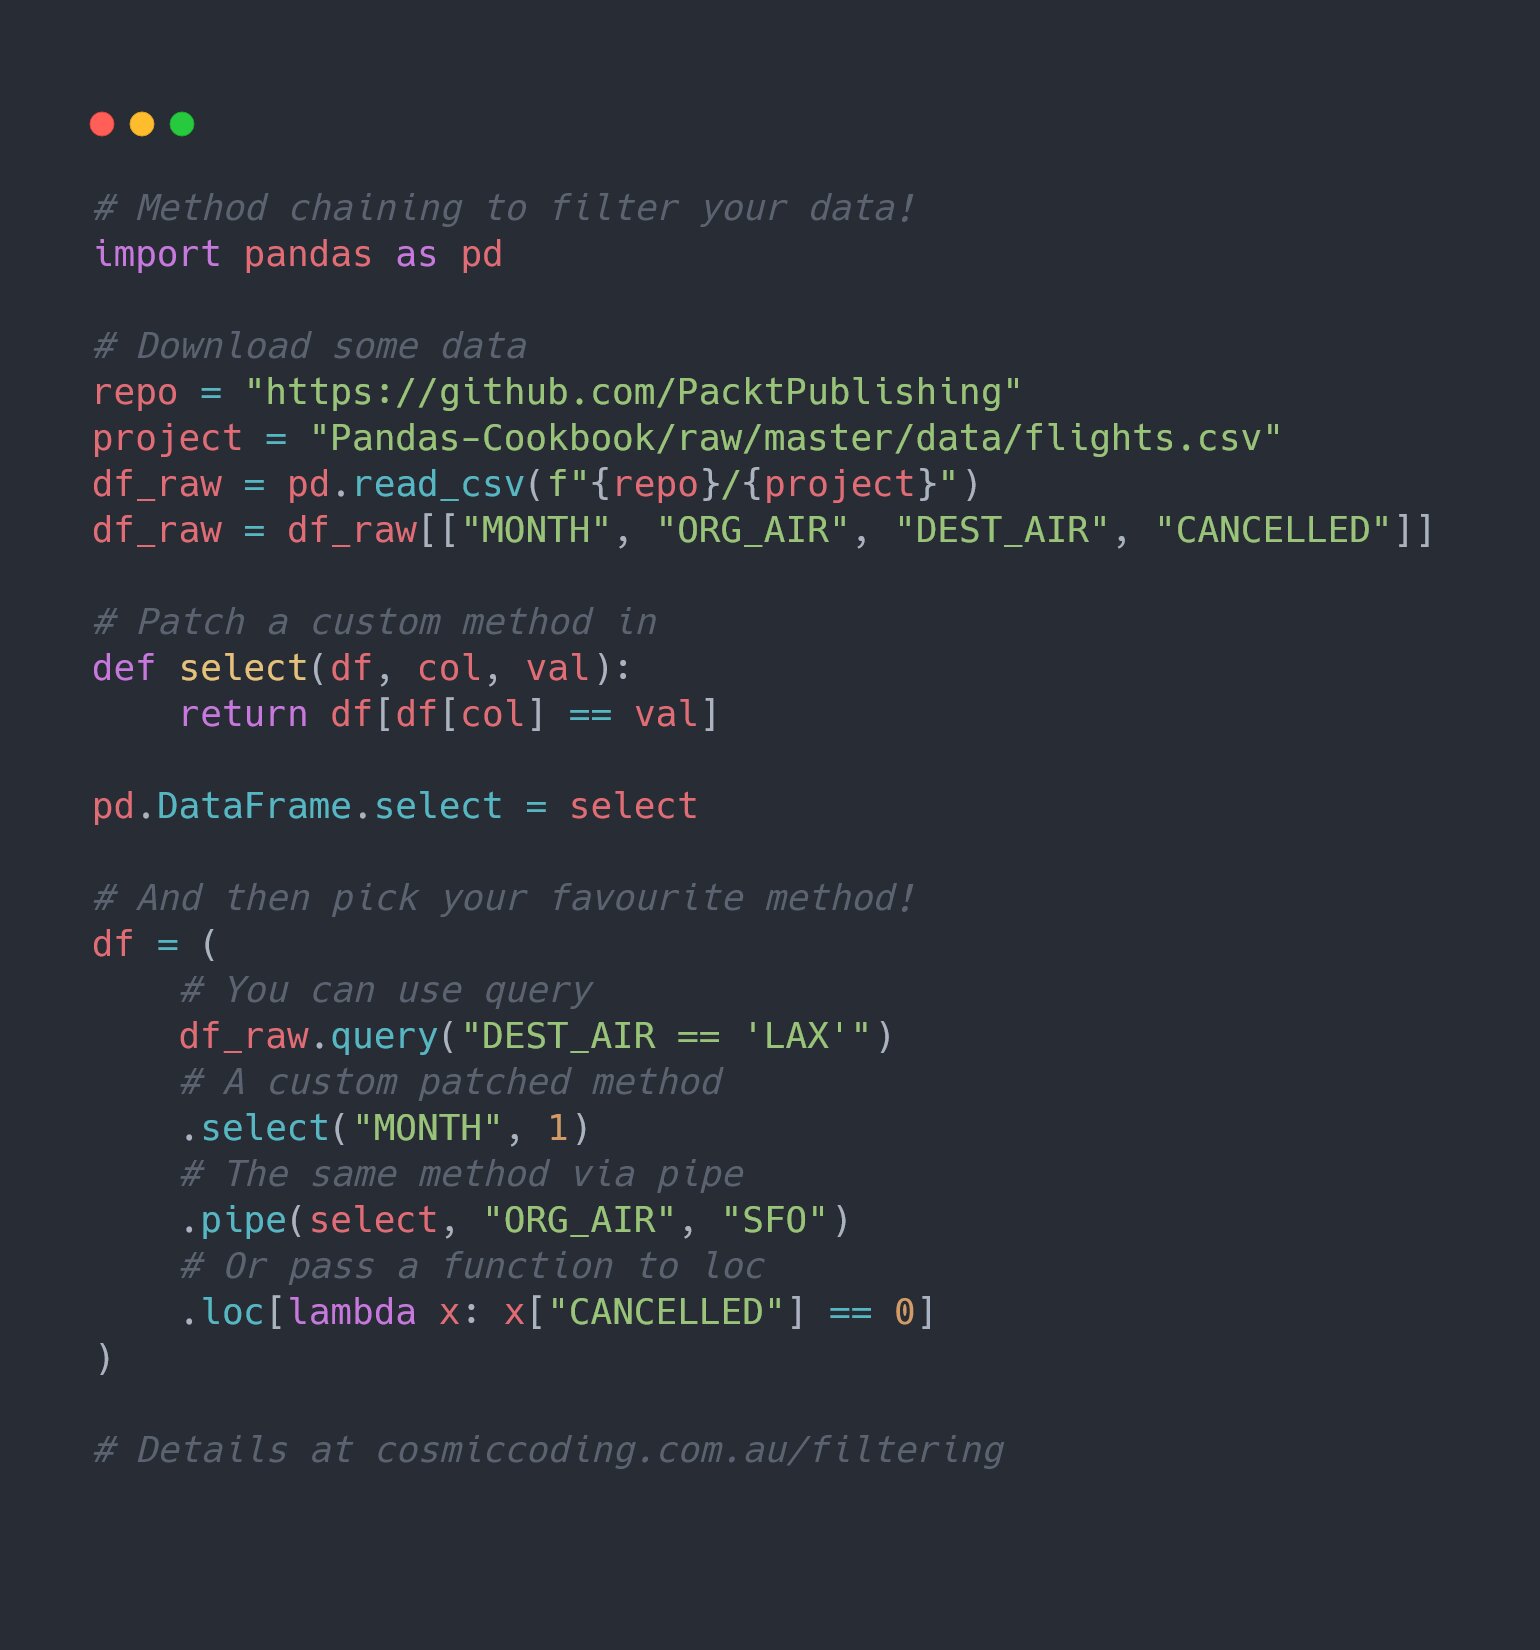 # Method chaining to filter your data!
import pandas as pd

# Download some data
repo = "https://github.com/PacktPublishing"
project = "Pandas-Cookbook/raw/master/data/flights.csv"
df_raw = pd.read_csv(f"{repo}/{project}")
df_raw = df_raw[["MONTH", "ORG_AIR", "DEST_AIR", "CANCELLED"]]

# Patch a custom method in
def select(df, col, val):
    return df[df[col] == val]

pd.DataFrame.select = select

# And then pick your favourite method!
df = (
    # You can use query
    df_raw.query("DEST_AIR == 'LAX'")
    # A custom patched method
    .select("MONTH", 1)
    # The same method via pipe
    .pipe(select, "ORG_AIR", "SFO")
    # Or pass a function to loc
    .loc[lambda x: x["CANCELLED"] == 0]
)

# Details at cosmiccoding.com.au/filtering